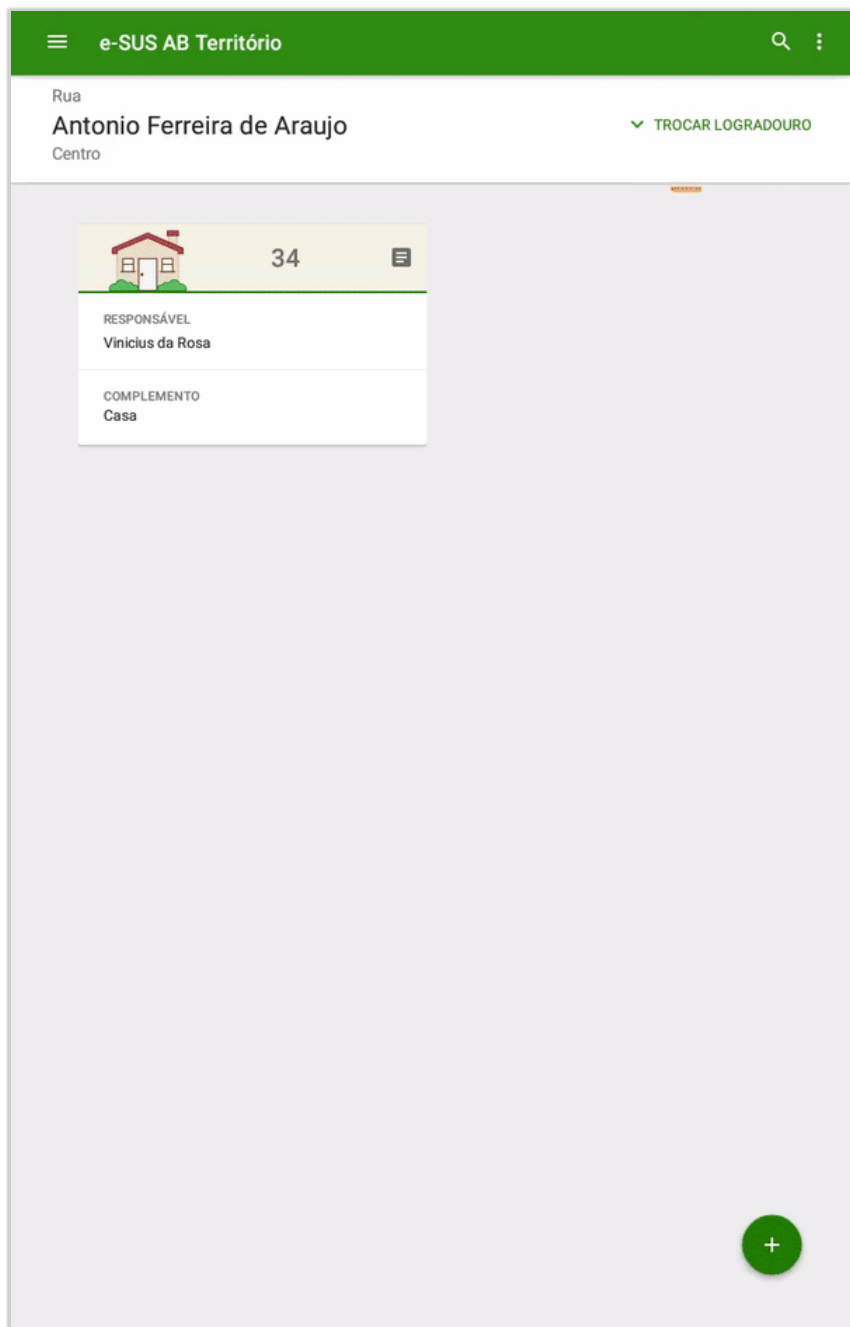 e-SUS AB Território
Rua
Antonio Ferreira de Araujo
TROCAR LOGRADOURO
Centro
34
RESPONSÁVEL
Vinicius da Rosa
COMPLEMENTO
Casa